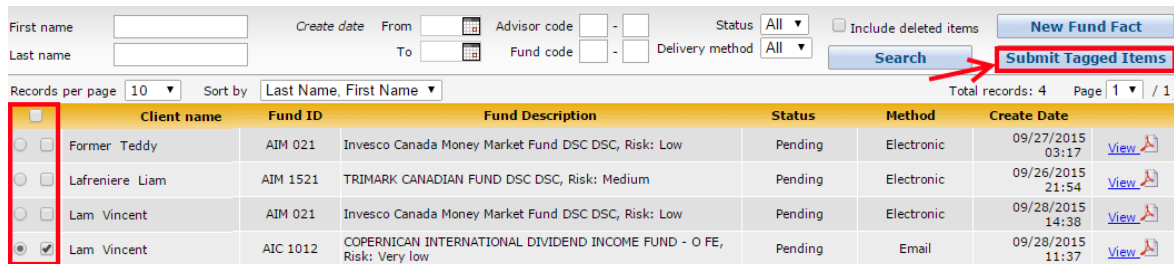 First name Create date From Advisor code - Status All Include deleted items New Fund Fact
Last name To Fund code - Delivery method All Search Submit Tagged Items
Records per page 10 Sort by Last Name, First Name Total records: 4 Page 1 / 1
Client name Fund ID Fund Description Status Method Create Date
Former Teddy AIM 021 Invesco Canada Money Market Fund DSC DSC, Risk: Low Pending Electronic 09/27/2015 03:17 View
Lafreniere Liam AIM 1521 TRIMARK CANADIAN FUND DSC DSC, Risk: Medium Pending Electronic 09/26/2015 21:54 View
Lam Vincent AIM 021 Invesco Canada Money Market Fund DSC DSC, Risk: Low Pending Electronic 09/28/2015 14:38 View
Lam Vincent AIC 1012 COPERNICAN INTERNATIONAL DIVIDEND INCOME FUND - O FE, Risk: Very low Pending Email 09/28/2015 11:37 View